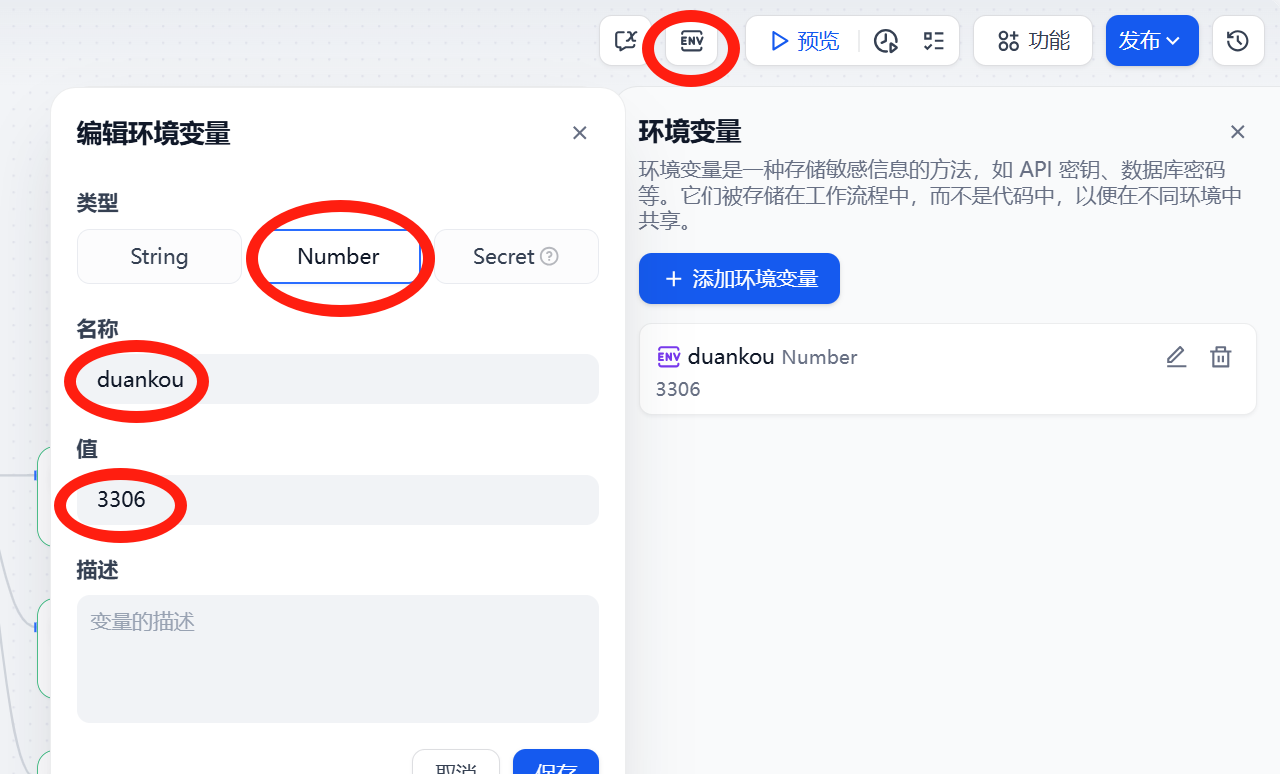 ENV
预览
功能
发布
编辑环境变量
类型
String
Number
Secret
名称
duankou
值
3306
描述
变量的描述
取消
保存
环境变量
环境变量是一种存储敏感信息的方法，如 API 密钥、数据库密码
等。它们被存储在工作流程中，而不是代码中，以便在不同环境中
共享。
添加环境变量
ENV duankou Number
3306